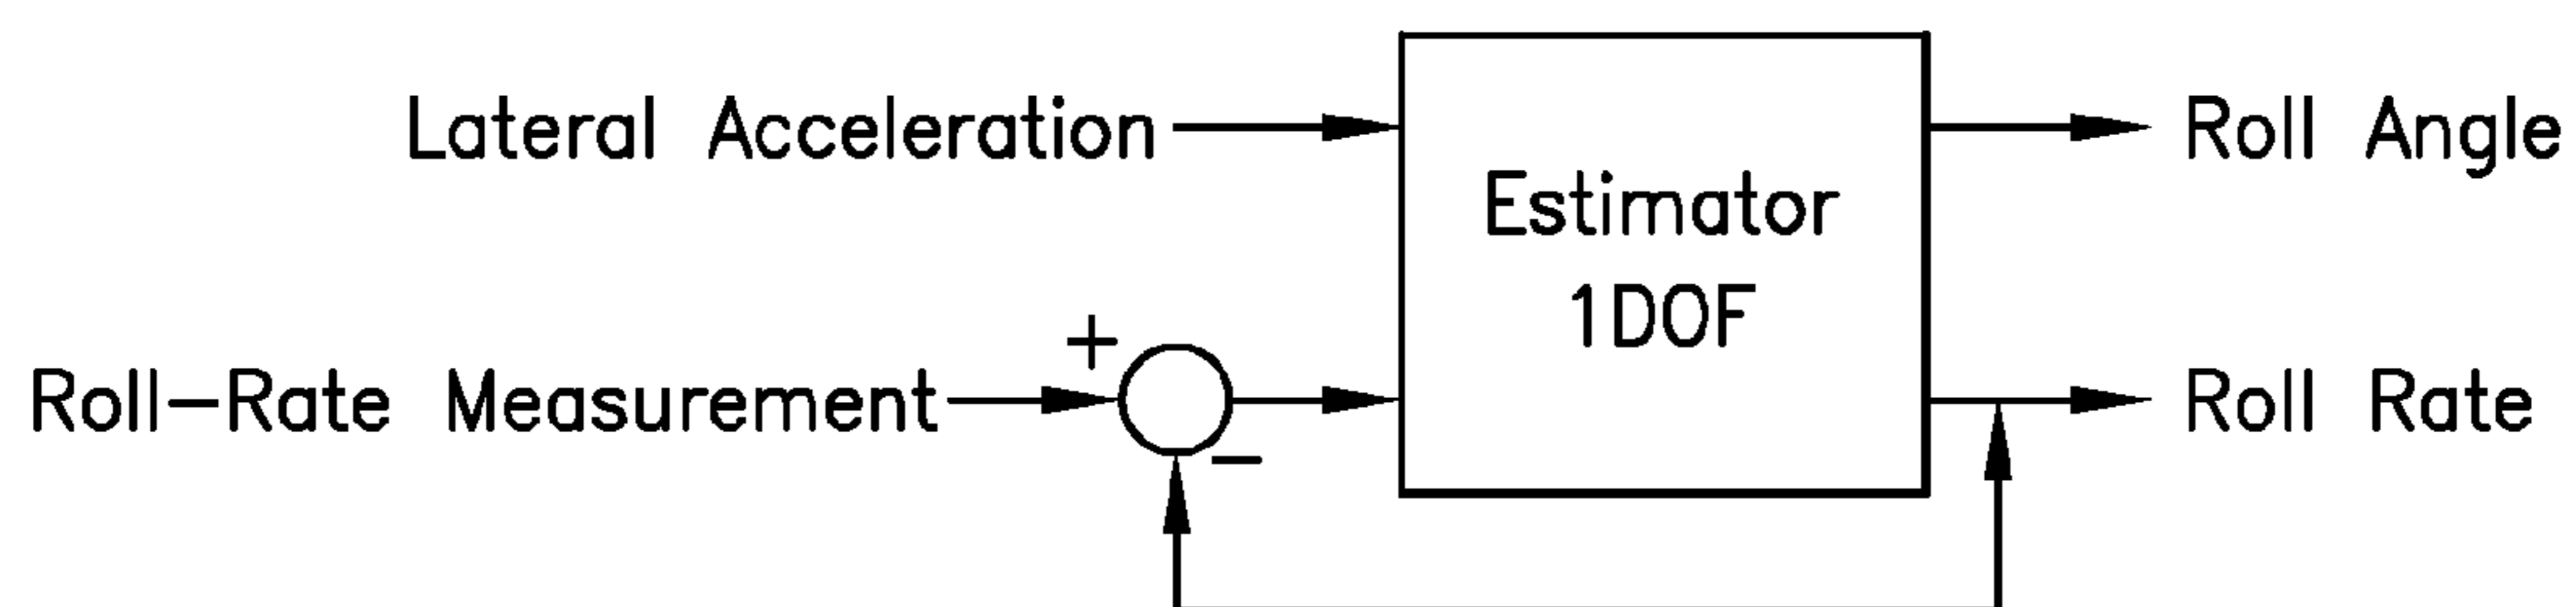 Lateral Acceleration
Roll Angle
Estimator
1DOF
+
Roll-Rate Measurement
Roll Rate
−